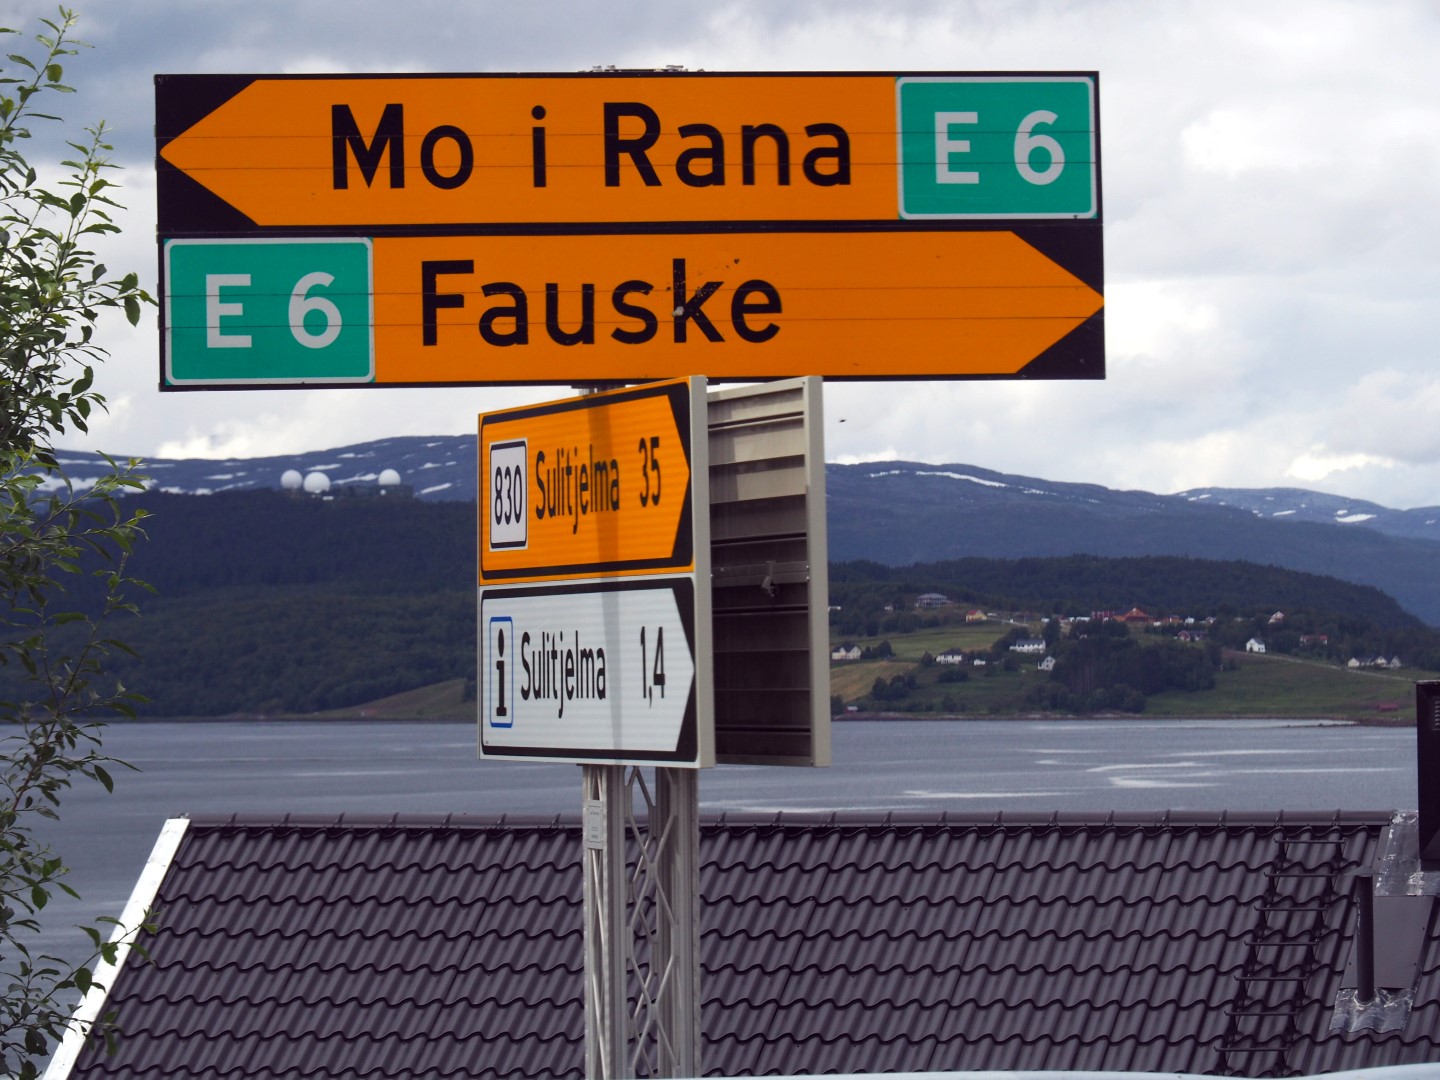 Mo i Rana E 6
E 6 Fauske
830 Sulitjelma 35
i Sulitjelma 1,4